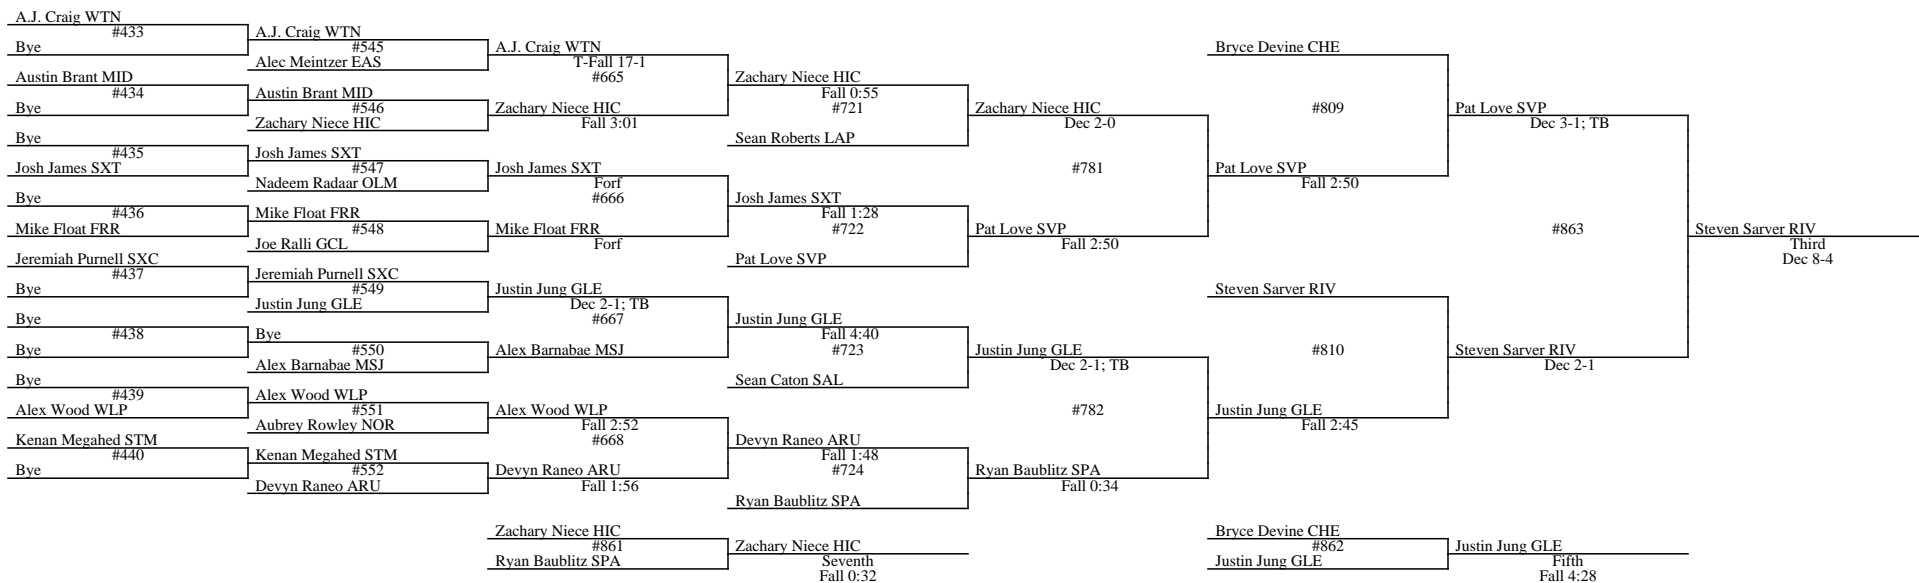 A.J. Craig WTN
#433
Bye
A.J. Craig WTN
#545
Alec Meintzer EAS
A.J. Craig WTN
T-Fall 17-1
#665
Austin Brant MID
#434
Bye
Austin Brant MID
#546
Zachary Niece HIC
Zachary Niece HIC
Fall 3:01
Zachary Niece HIC
Fall 0:55
#721
Sean Roberts LAP
Zachary Niece HIC
Dec 2-0
#781
Bye
#435
Josh James SXT
Josh James SXT
#547
Nadeem Radaar OLM
Josh James SXT
Forf
#666
Bye
#436
Mike Float FRR
Mike Float FRR
#548
Joe Ralli GCL
Mike Float FRR
Forf
Josh James SXT
Fall 1:28
#722
Pat Love SVP
Pat Love SVP
Fall 2:50
Bryce Devine CHE
#809
Pat Love SVP
Fall 2:50
Pat Love SVP
Dec 3-1; TB
#863
Steven Sarver RIV
Third
Dec 8-4
Jeremiah Purnell SXC
#437
Bye
Jeremiah Purnell SXC
#549
Justin Jung GLE
Justin Jung GLE
Dec 2-1; TB
#667
Bye
#438
Bye
Bye
#550
Alex Barnabae MSJ
Alex Barnabae MSJ
Justin Jung GLE
Fall 4:40
#723
Sean Caton SAL
Justin Jung GLE
Dec 2-1; TB
#782
Bye
#439
Alex Wood WLP
Alex Wood WLP
#551
Aubrey Rowley NOR
Alex Wood WLP
Fall 2:52
#668
Kenan Megahed STM
#440
Bye
Kenan Megahed STM
#552
Devyn Raneo ARU
Devyn Raneo ARU
Fall 1:56
Devyn Raneo ARU
Fall 1:48
#724
Ryan Baublitz SPA
Ryan Baublitz SPA
Fall 0:34
Steven Sarver RIV
#810
Justin Jung GLE
Fall 2:45
Steven Sarver RIV
Dec 2-1
Zachary Niece HIC
#861
Ryan Baublitz SPA
Zachary Niece HIC
Seventh
Fall 0:32
Bryce Devine CHE
#862
Justin Jung GLE
Justin Jung GLE
Fifth
Fall 4:28